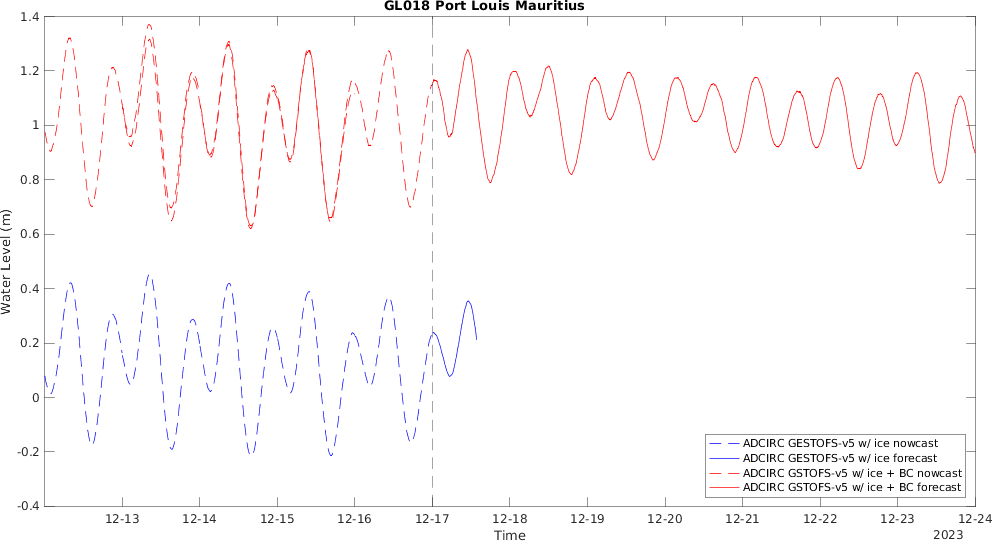 GL018 Port Louis Mauritius
Water Level (m)
1.4
1.2
1
0.8
0.6
0.4
0.2
0
-0.2
-0.4
ADCIRC GESTOFS-v5 w/ ice nowcast
ADCIRC GESTOFS-v5 w/ ice forecast
ADCIRC GSTOFS-v5 w/ ice + BC nowcast
ADCIRC GSTOFS-v5 w/ ice + BC forecast
12-13 12-14 12-15 12-16 12-17 12-18 12-19 12-20 12-21 12-22 12-23 12-24
Time
2023